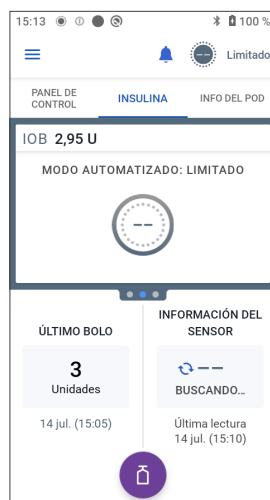 15:13 100 %
Limitado
PANEL DE
CONTROL
INSULINA
INFO DEL POD
IOB 2,95 U
MODO AUTOMATIZADO: LIMITADO
--
ÚLTIMO BOLO
3
Unidades
14 jul. (15:05)
INFORMACIÓN DEL
SENSOR
--
BUSCANDO...
Última lectura
14 jul. (15:10)